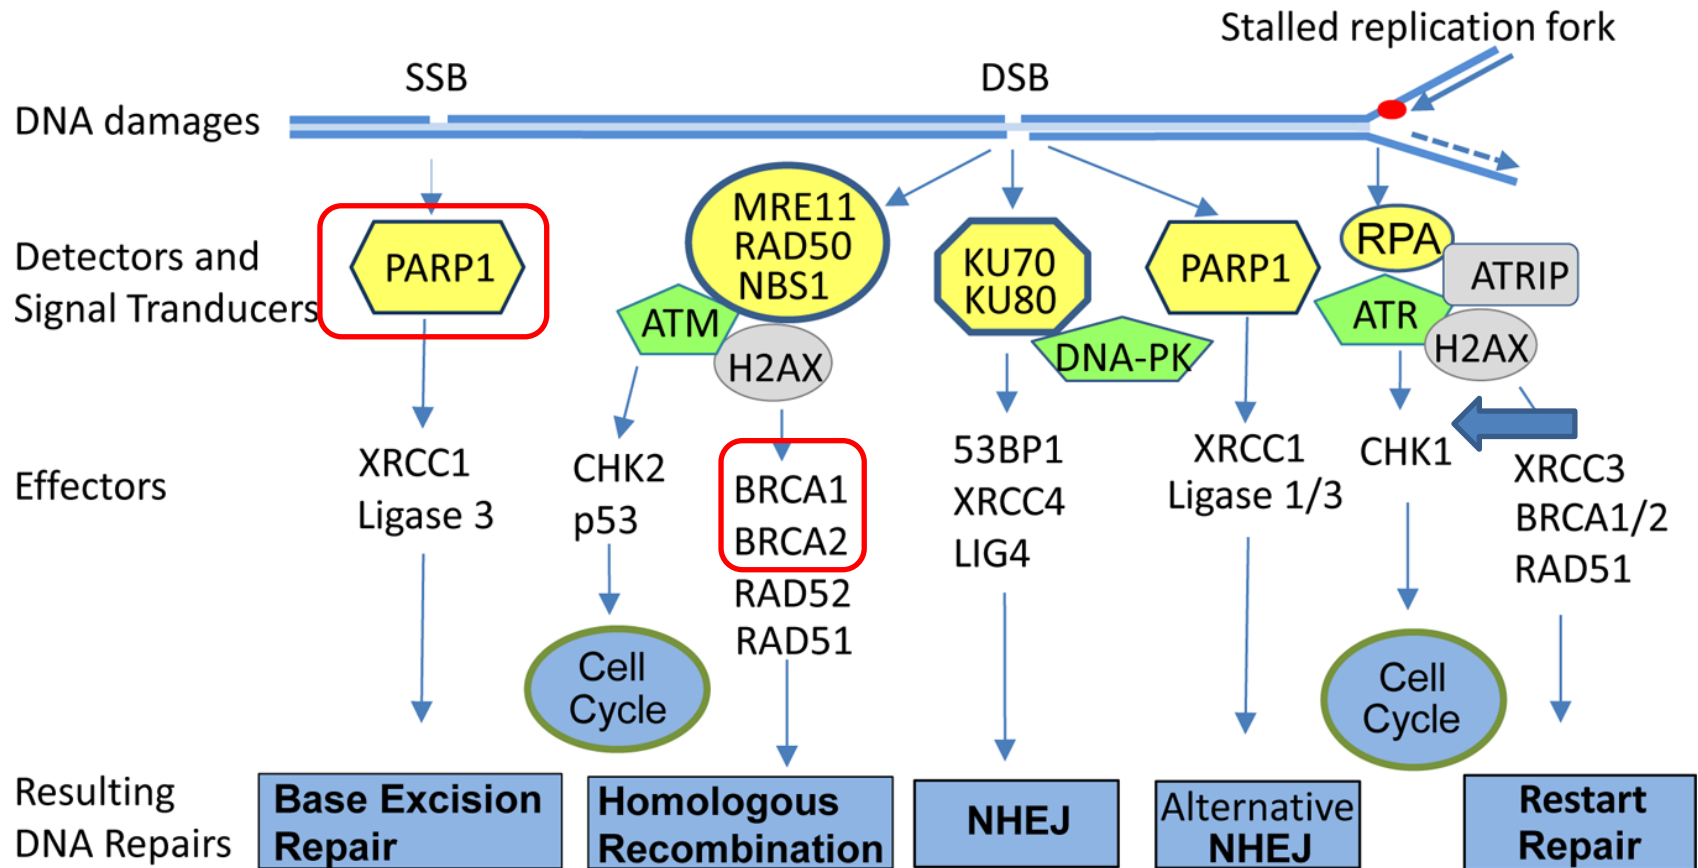 Stalled replication fork
SSB
DSB
DNA damages
Detectors and
Signal Tranducers
PARP1
MRE11
RAD50
NBS1
ATM
H2AX
KU70
KU80
DNA-PK
PARP1
RPA
ATRIP
ATR
H2AX
Effectors
XRCC1
Ligase 3
CHK2
p53
BRCA1
BRCA2
RAD52
RAD51
53BP1
XRCC4
LIG4
XRCC1
Ligase 1/3
CHK1
XRCC3
BRCA1/2
RAD51
Cell
Cycle
Cell
Cycle
Resulting
DNA Repairs
Base Excision
Repair
Homologous
Recombination
NHEJ
Alternative
NHEJ
Restart
Repair